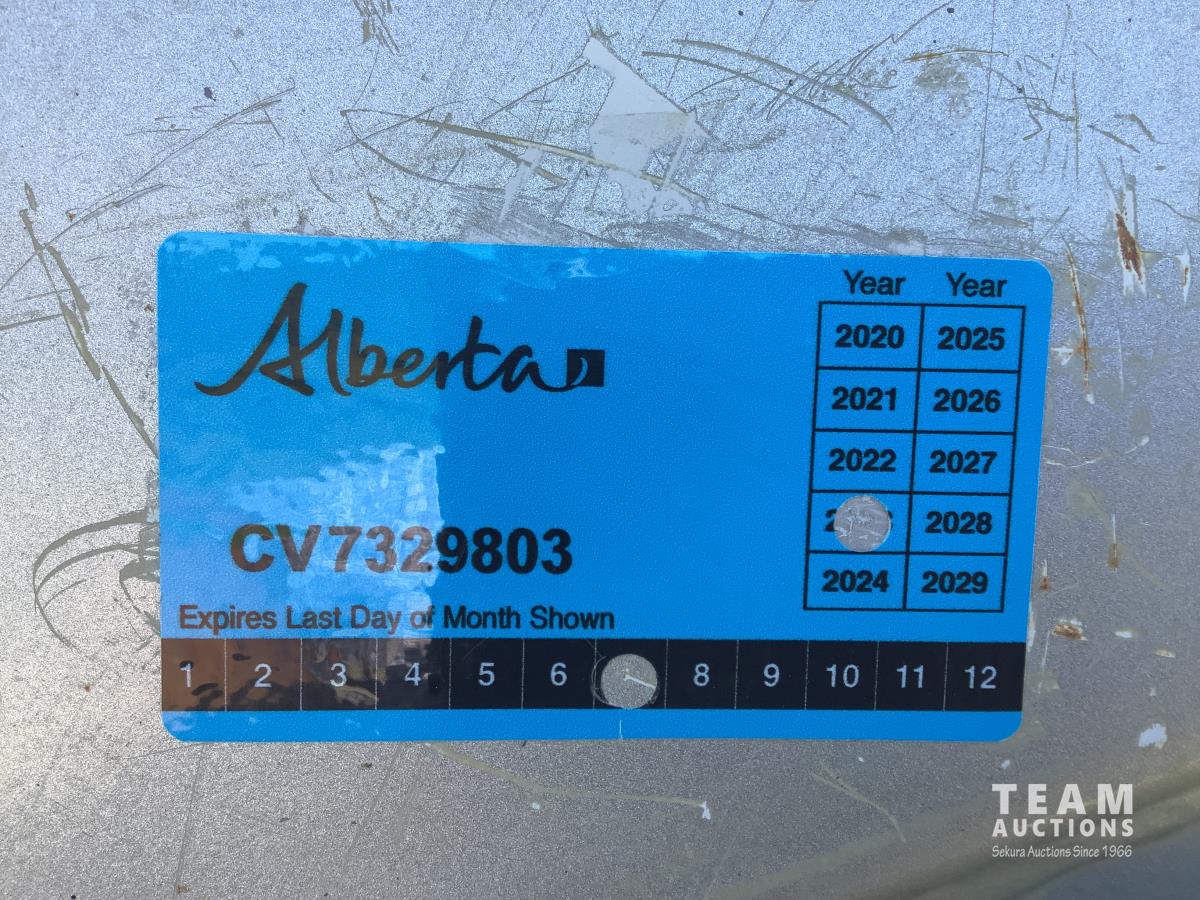 Alberta
Year Year
2020 2025
2021 2026
2022 2027
2028
2024 2029
CV7329803
Expires Last Day of Month Shown
1 2 3 4 5 6 8 9 10 11 12
TEAM
AUCTIONS
Sekura Auctions Since 1966